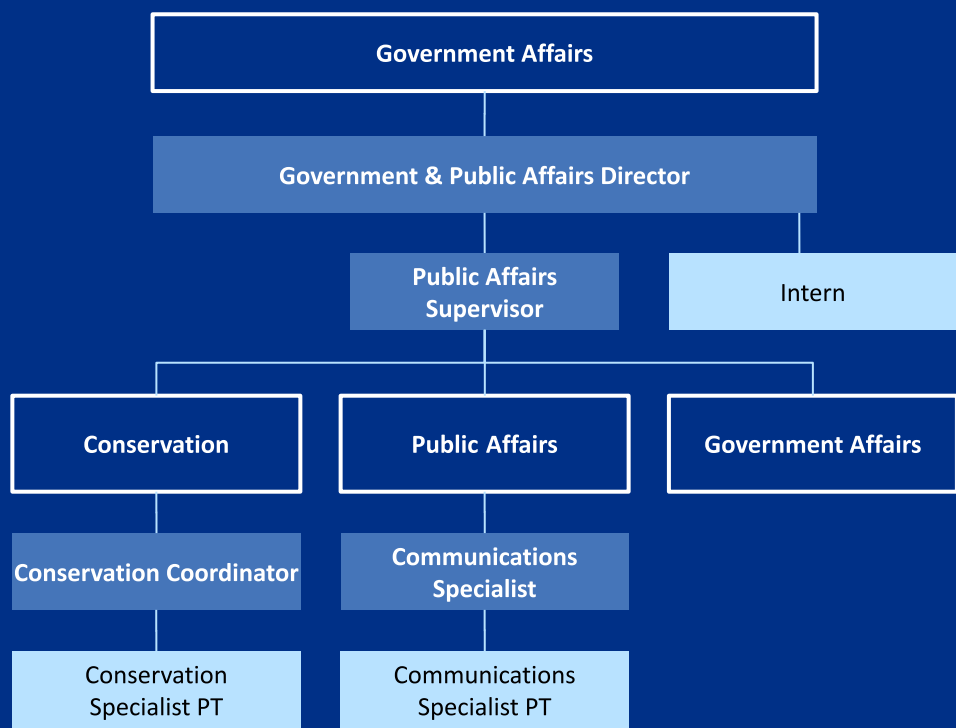 Government Affairs
Government & Public Affairs Director
Public Affairs
Supervisor
Intern
Conservation
Public Affairs
Government Affairs
Conservation Coordinator
Communications
Specialist
Conservation
Specialist PT
Communications
Specialist PT